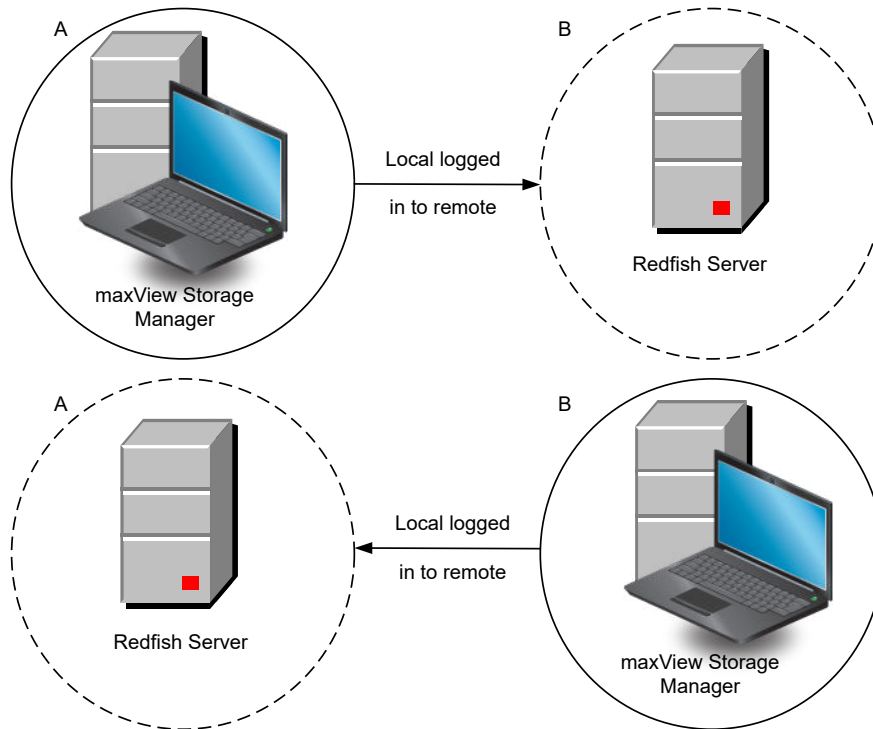 A
B
Local logged
in to remote
maxView Storage
Manager
Redfish Server
A
B
Local logged
in to remote
Redfish Server
maxView Storage
Manager